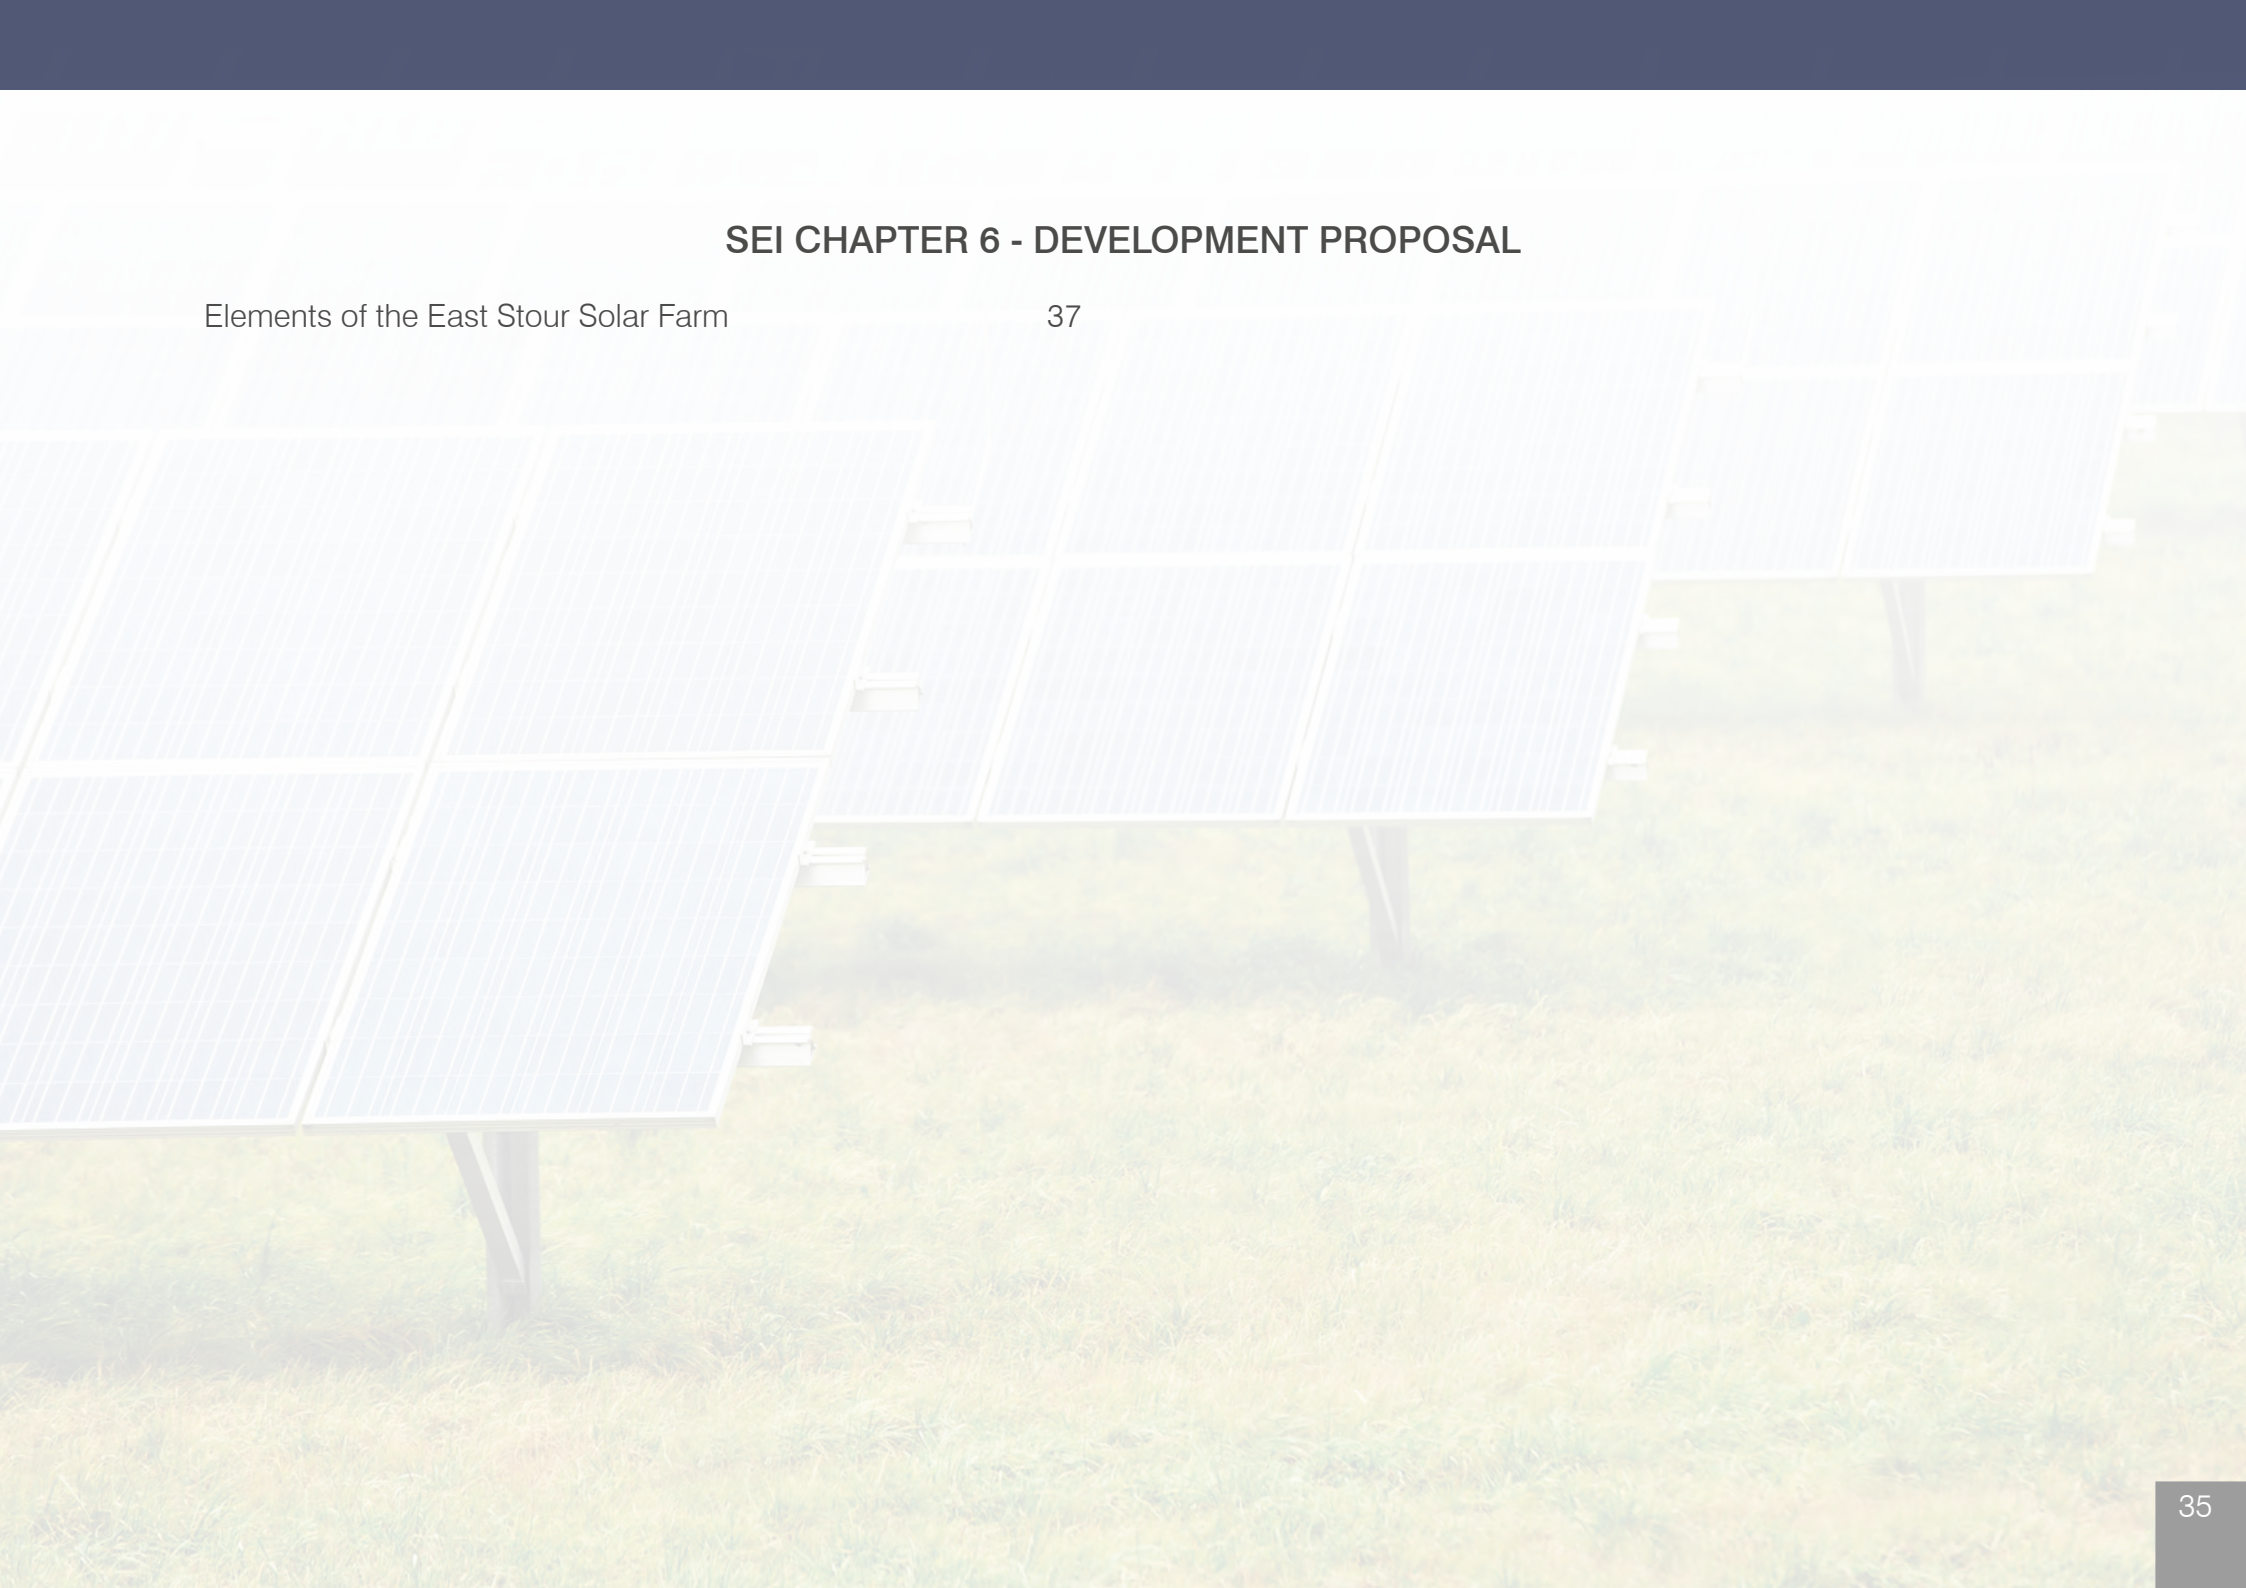 SEI CHAPTER 6 - DEVELOPMENT PROPOSAL
Elements of the East Stour Solar Farm 37
35